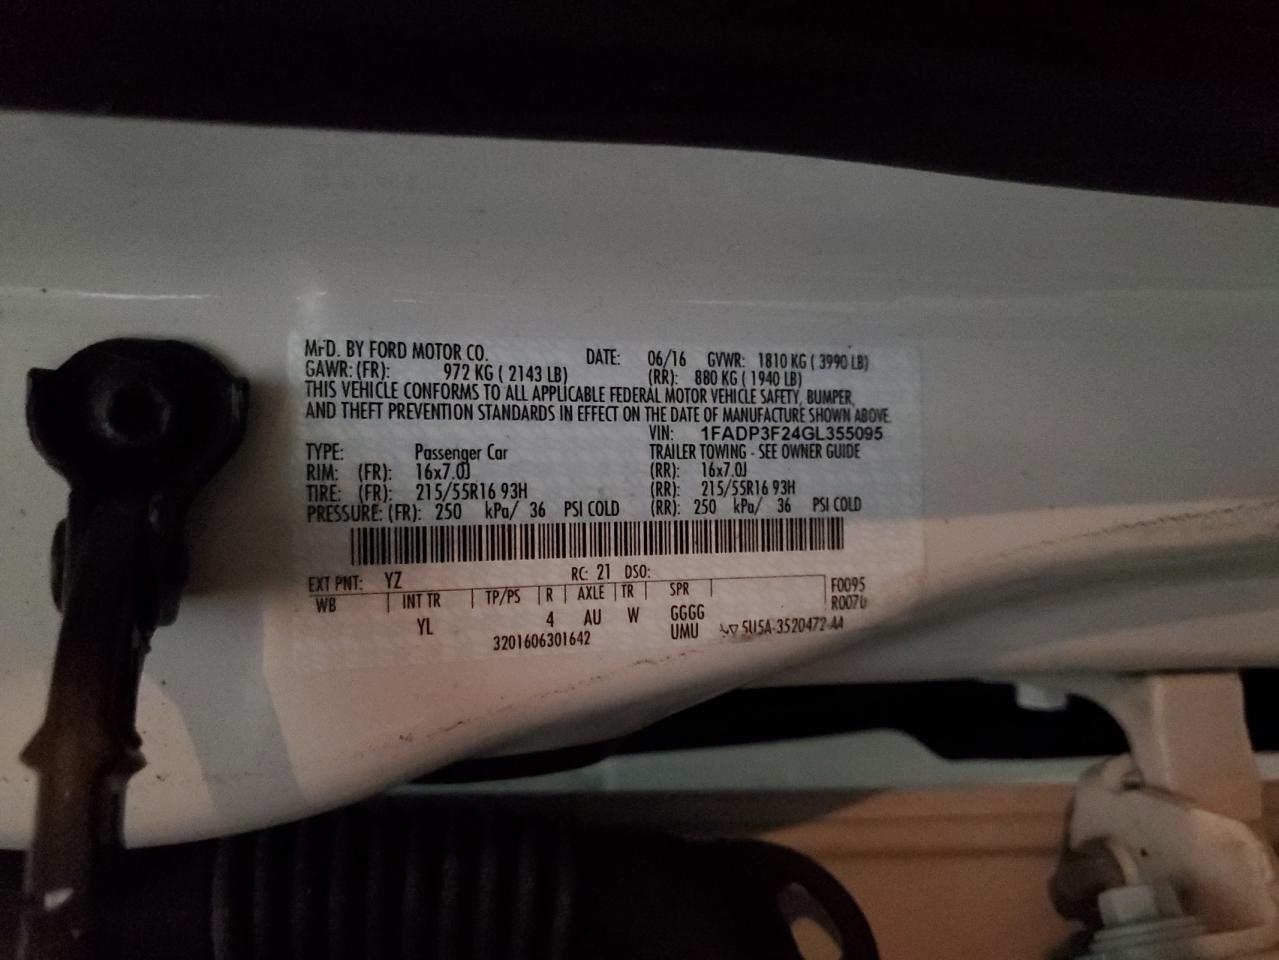 MFD. BY FORD MOTOR CO. DATE: 06/16 GVWR: 1810 KG ( 3990 LB)
GAWR: (FR): 972 KG ( 2143 LB) (RR): 880 KG ( 1940 LB)
THIS VEHICLE CONFORMS TO ALL APPLICABLE FEDERAL MOTOR VEHICLE SAFETY, BUMPER,
AND THEFT PREVENTION STANDARDS IN EFFECT ON THE DATE OF MANUFACTURE SHOWN ABOVE.
VIN: 1FADP3F24GL355095
TYPE: Passenger Car TRAILER TOWING - SEE OWNER GUIDE
RIM: (FR): 16x7.0J (RR): 16x7.0J
TIRE: (FR): 215/55R16 93H (RR): 215/55R16 93H
PRESSURE: (FR): 250 kPa/ 36 PSI COLD (RR): 250 kPa/ 36 PSI COLD
EXT PNT: YZ RC: 21 DSO:
WB INT TR TP/PS R AXLE TR SPR F0095
R0070
YL 4 AU W GGGG
3201606301642 UMU 5U5A-3520472-AA